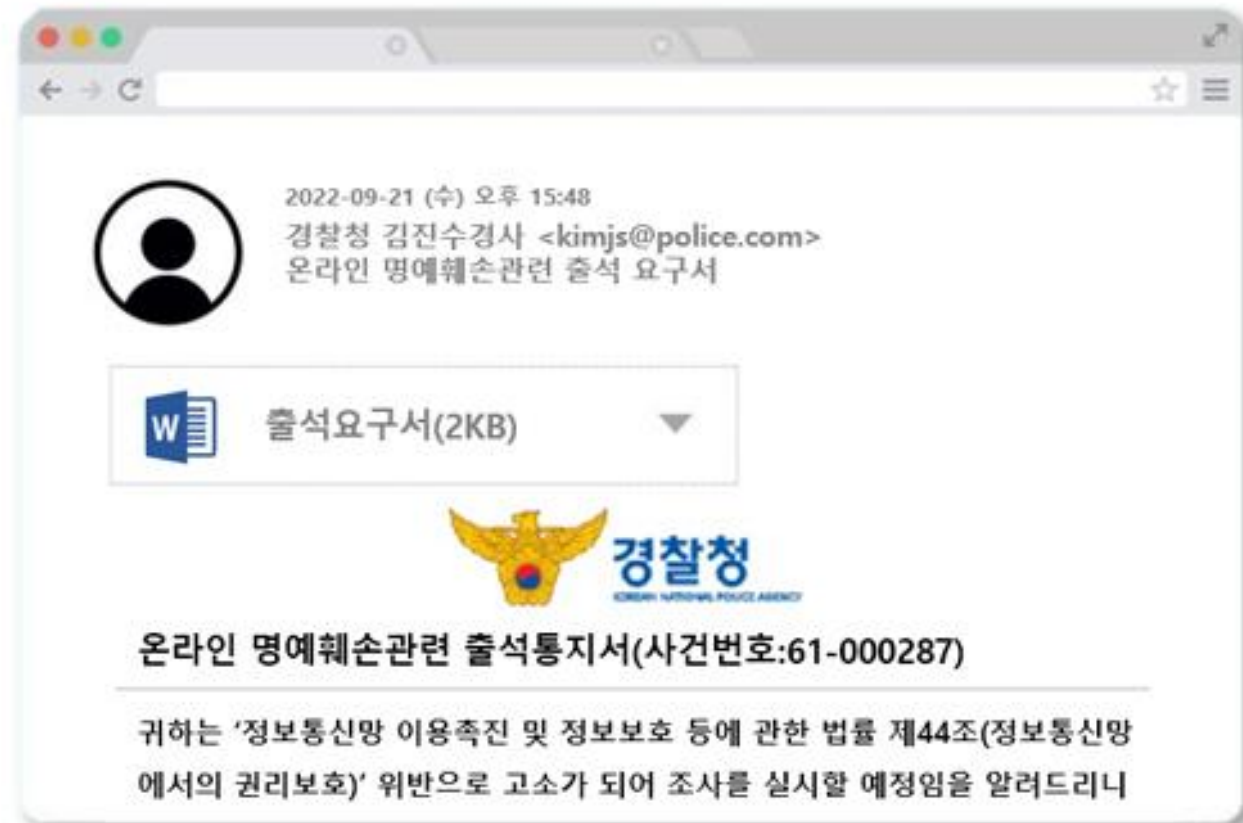 2022-09-21 (수) 오후 15:48
경찰청 김진수경사 <kimjs@police.com>
온라인 명예훼손관련 출석 요구서
W
출석요구서(2KB)
경찰청
KOREAN NATIONAL POLICE AGENCY
온라인 명예훼손관련 출석통지서(사건번호:61-000287)
귀하는 ‘정보통신망 이용촉진 및 정보보호 등에 관한 법률 제44조(정보통신망
에서의 권리보호)’ 위반으로 고소가 되어 조사를 실시할 예정임을 알려드리니